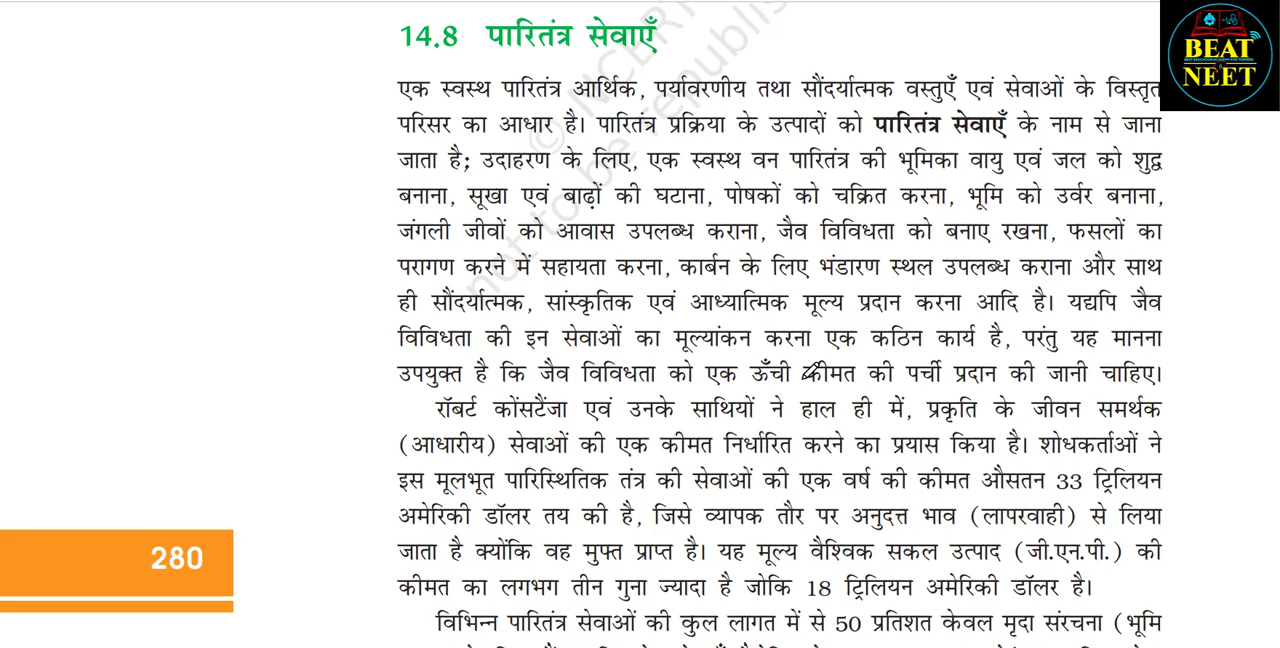 14.8 पारितंत्र सेवाएँ
एक स्वस्थ पारितंत्र आर्थिक, पर्यावरणीय तथा सौंदर्यात्मक वस्तुएँ एवं सेवाओं के विस्तृत
परिसर का आधार है। पारितंत्र प्रक्रिया के उत्पादों को पारितंत्र सेवाएँ के नाम से जाना
जाता है; उदाहरण के लिए, एक स्वस्थ वन पारितंत्र की भूमिका वायु एवं जल को शुद्व
बनाना, सूखा एवं बाढ़ों की घटाना, पोषकों को चक्रित करना, भूमि को उर्वर बनाना,
जंगली जीवों को आवास उपलब्ध कराना, जैव विविधता को बनाए रखना, फसलों का
परागण करने में सहायता करना, कार्बन के लिए भंडारण स्थल उपलब्ध कराना और साथ
ही सौंदर्यात्मक, सांस्कृतिक एवं आध्यात्मिक मूल्य प्रदान करना आदि है। यद्यपि जैव
विविधता की इन सेवाओं का मूल्यांकन करना एक कठिन कार्य है, परंतु यह मानना
उपयुक्त है कि जैव विविधता को एक ऊँची कीमत की पर्ची प्रदान की जानी चाहिए।
रॉबर्ट कोंसटैंजा एवं उनके साथियों ने हाल ही में, प्रकृति के जीवन समर्थक
(आधारीय) सेवाओं की एक कीमत निर्धारित करने का प्रयास किया है। शोधकर्ताओं ने
इस मूलभूत पारिस्थितिक तंत्र की सेवाओं की एक वर्ष की कीमत औसतन 33 ट्रिलियन
अमेरिकी डॉलर तय की है, जिसे व्यापक तौर पर अनुदत्त भाव (लापरवाही) से लिया
जाता है क्योंकि वह मुफ्त प्राप्त है। यह मूल्य वैश्विक सकल उत्पाद (जी.एन.पी.) की
कीमत का लगभग तीन गुना ज्यादा है जोकि 18 ट्रिलियन अमेरिकी डॉलर है।
विभिन्न पारितंत्र सेवाओं की कुल लागत में से 50 प्रतिशत केवल मृदा संरचना (भूमि
280
BEAT
NEET
© NCERT
not to be republis